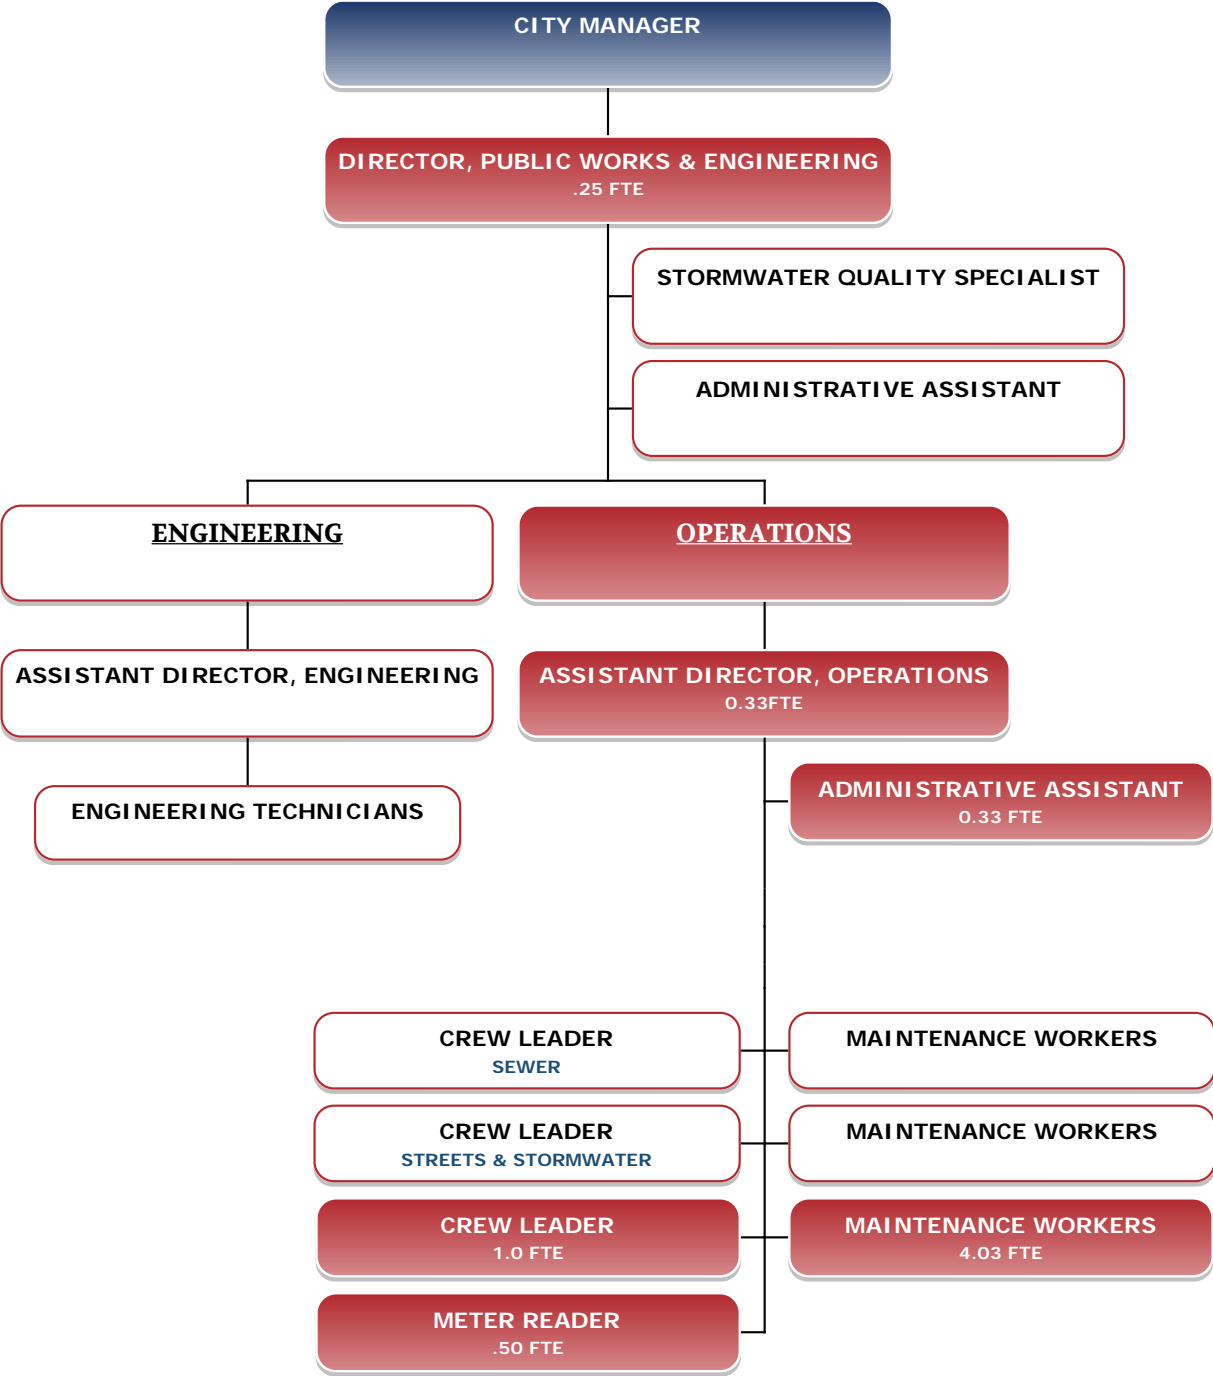 CITY MANAGER
DIRECTOR, PUBLIC WORKS & ENGINEERING
.25 FTE
STORMWATER QUALITY SPECIALIST
ADMINISTRATIVE ASSISTANT
ENGINEERING
OPERATIONS
ASSISTANT DIRECTOR, ENGINEERING
ASSISTANT DIRECTOR, OPERATIONS
0.33FTE
ADMINISTRATIVE ASSISTANT
0.33 FTE
ENGINEERING TECHNICIANS
CREW LEADER
SEWER
MAINTENANCE WORKERS
CREW LEADER
STREETS & STORMWATER
MAINTENANCE WORKERS
CREW LEADER
1.0 FTE
MAINTENANCE WORKERS
4.03 FTE
METER READER
.50 FTE